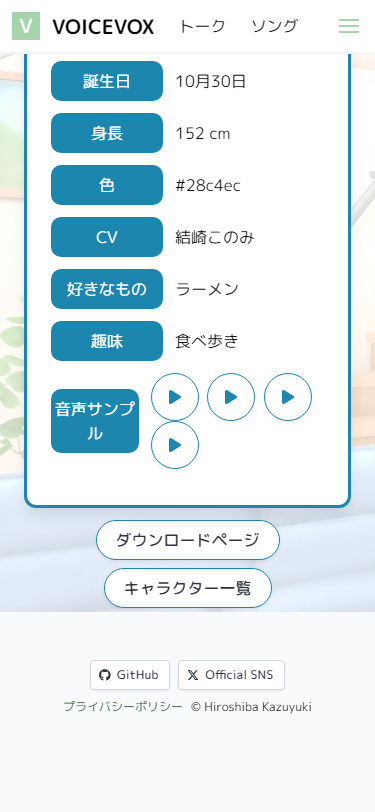 V VOICEVOX トーク ソング
誕生日 10月30日
身長 152 cm
色 #28c4ec
CV 結崎このみ
好きなもの ラーメン
趣味 食べ歩き
音声サンプ
ル
ダウンロードページ
キャラクター一覧
GitHub Official SNS
プライバシーポリシー © Hiroshiba Kazuyuki